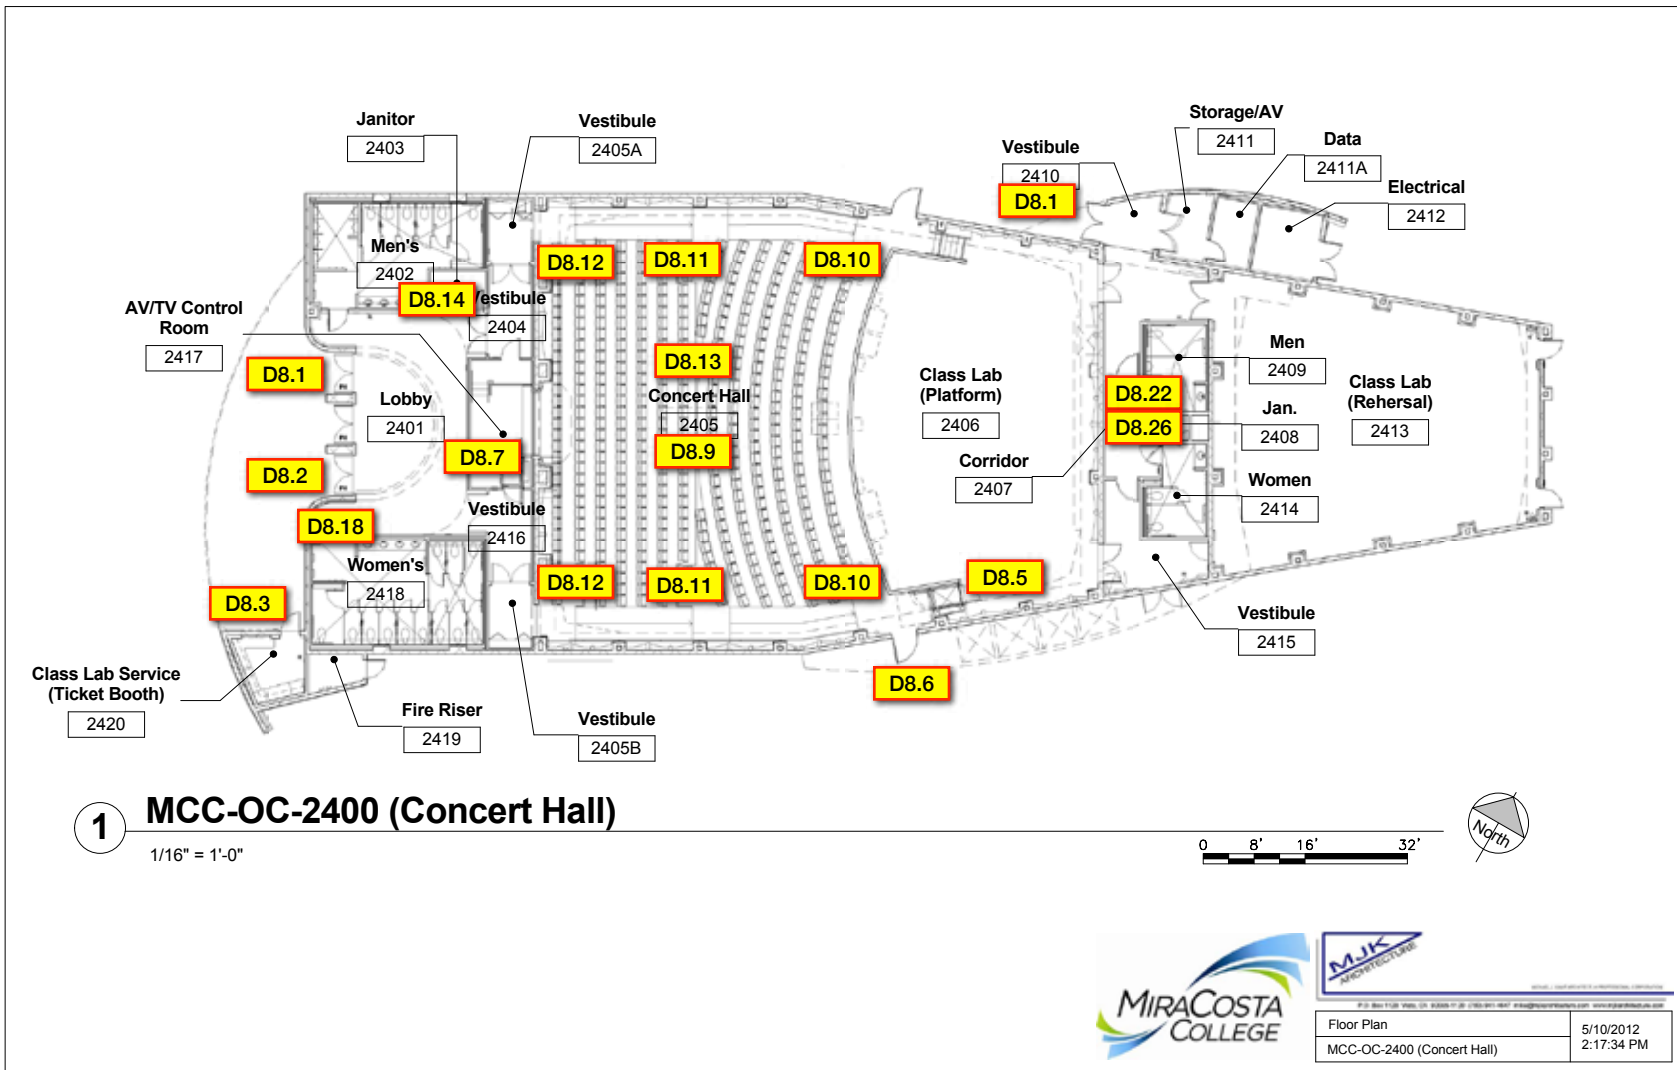 Janitor
2403
Vestibule
2405A
Storage/AV
2411
Vestibule
2410
D8.1
Data
2411A
Electrical
2412
Men's
2402
D8.14
Vestibule
2404
D8.12
D8.11
D8.10
AV/TV Control
Room
2417
D8.1
Lobby
2401
D8.7
D8.2
D8.18
D8.13
Concert Hall
2405
D8.9
Class Lab
(Platform)
2406
D8.22
D8.26
Men
2409
Jan.
2408
Class Lab
(Rehersal)
2413
Corridor
2407
Women
2414
Vestibule
2416
Women's
2418
D8.3
D8.12
D8.11
D8.10
D8.5
D8.6
Vestibule
2415
Class Lab Service
(Ticket Booth)
2420
Fire Riser
2419
Vestibule
2405B
1
MCC-OC-2400 (Concert Hall)
1/16" = 1'-0"
0 8' 16' 32'
North
MIRACOSTA
COLLEGE
MJK
ARCHITECTURE
Floor Plan
MCC-OC-2400 (Concert Hall)
5/10/2012
2:17:34 PM